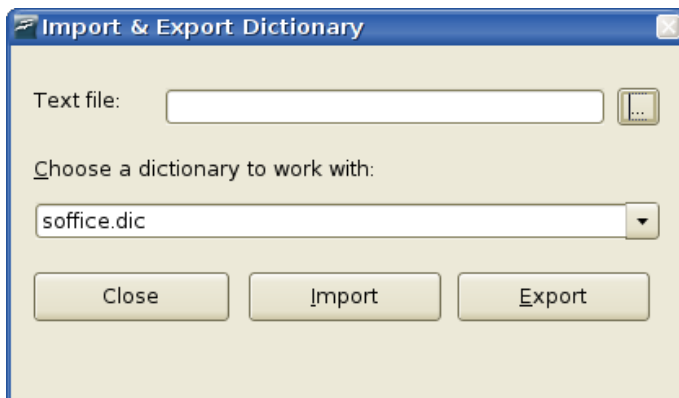 Import & Export Dictionary
Text file:
...
Choose a dictionary to work with:
soffice.dic
Close Import Export